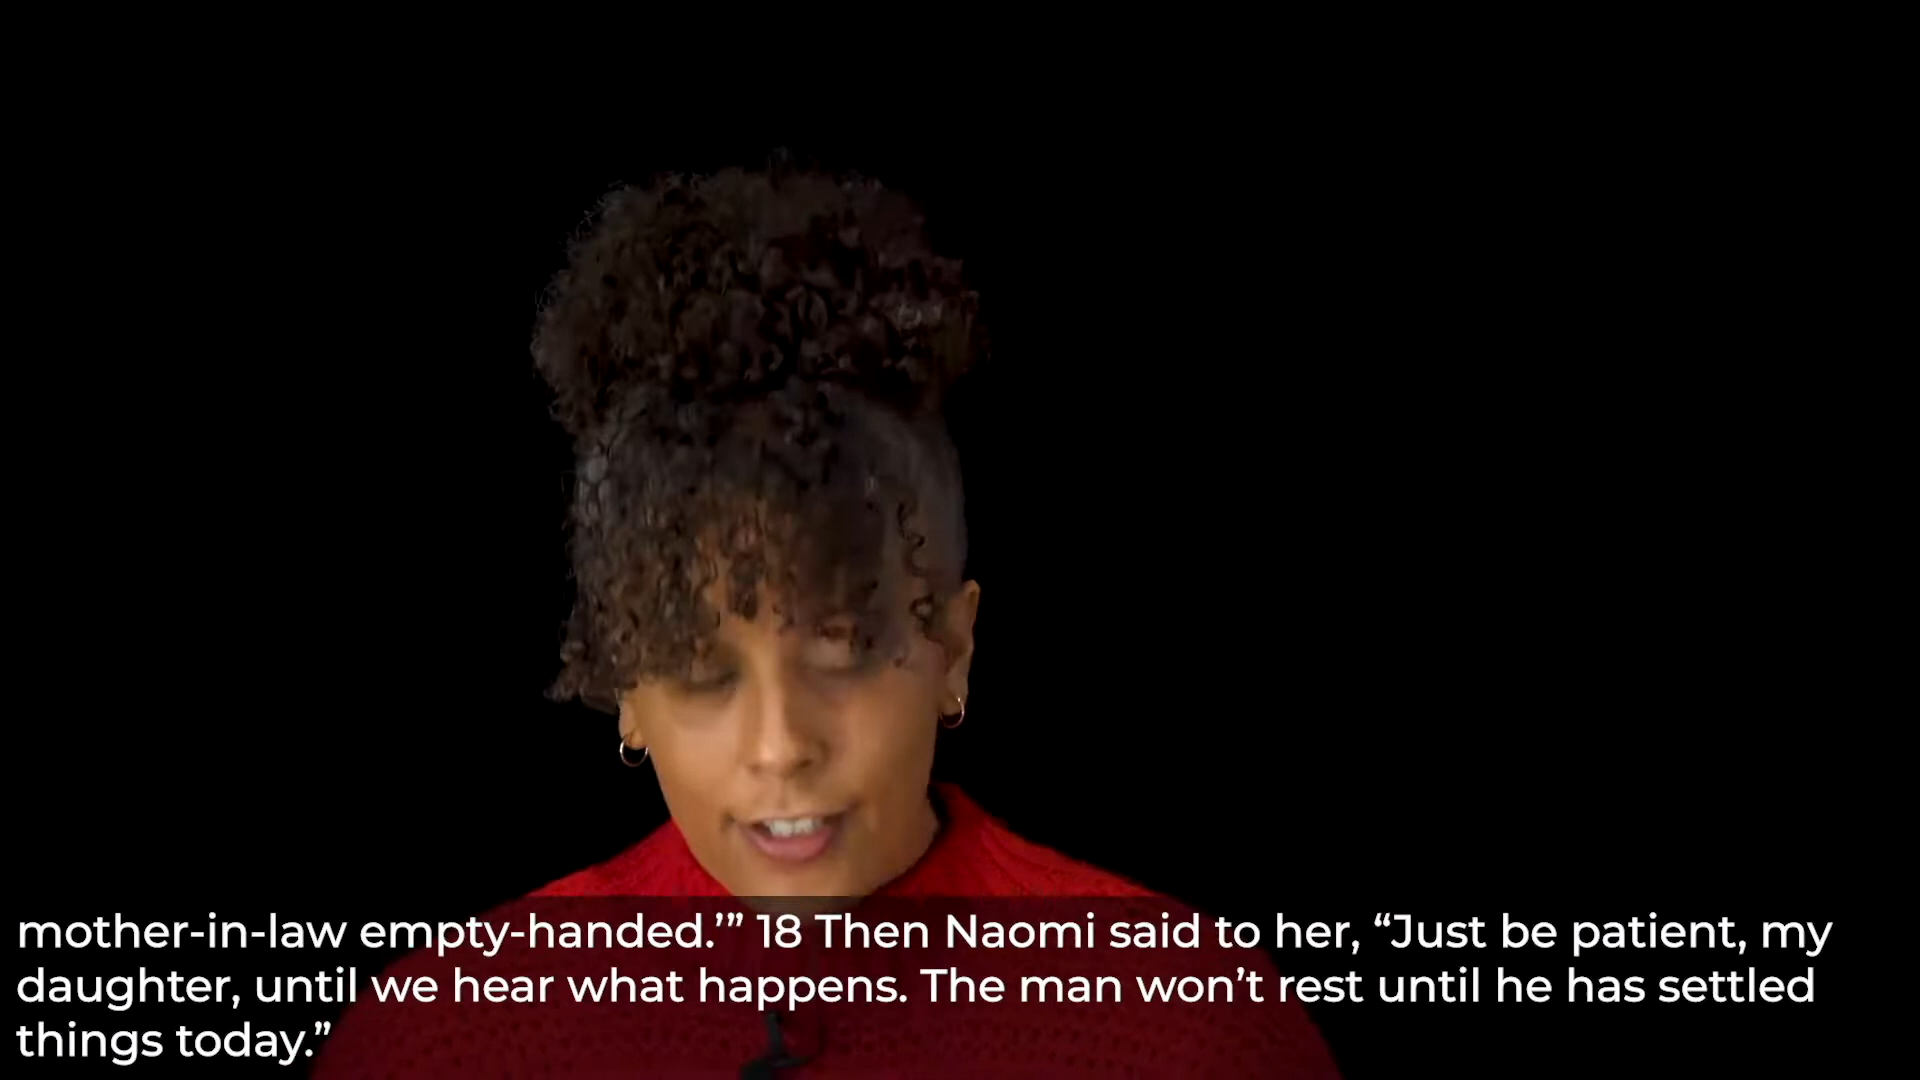 mother-in-law empty-handed.’” 18 Then Naomi said to her, “Just be patient, my
daughter, until we hear what happens. The man won’t rest until he has settled
things today.”